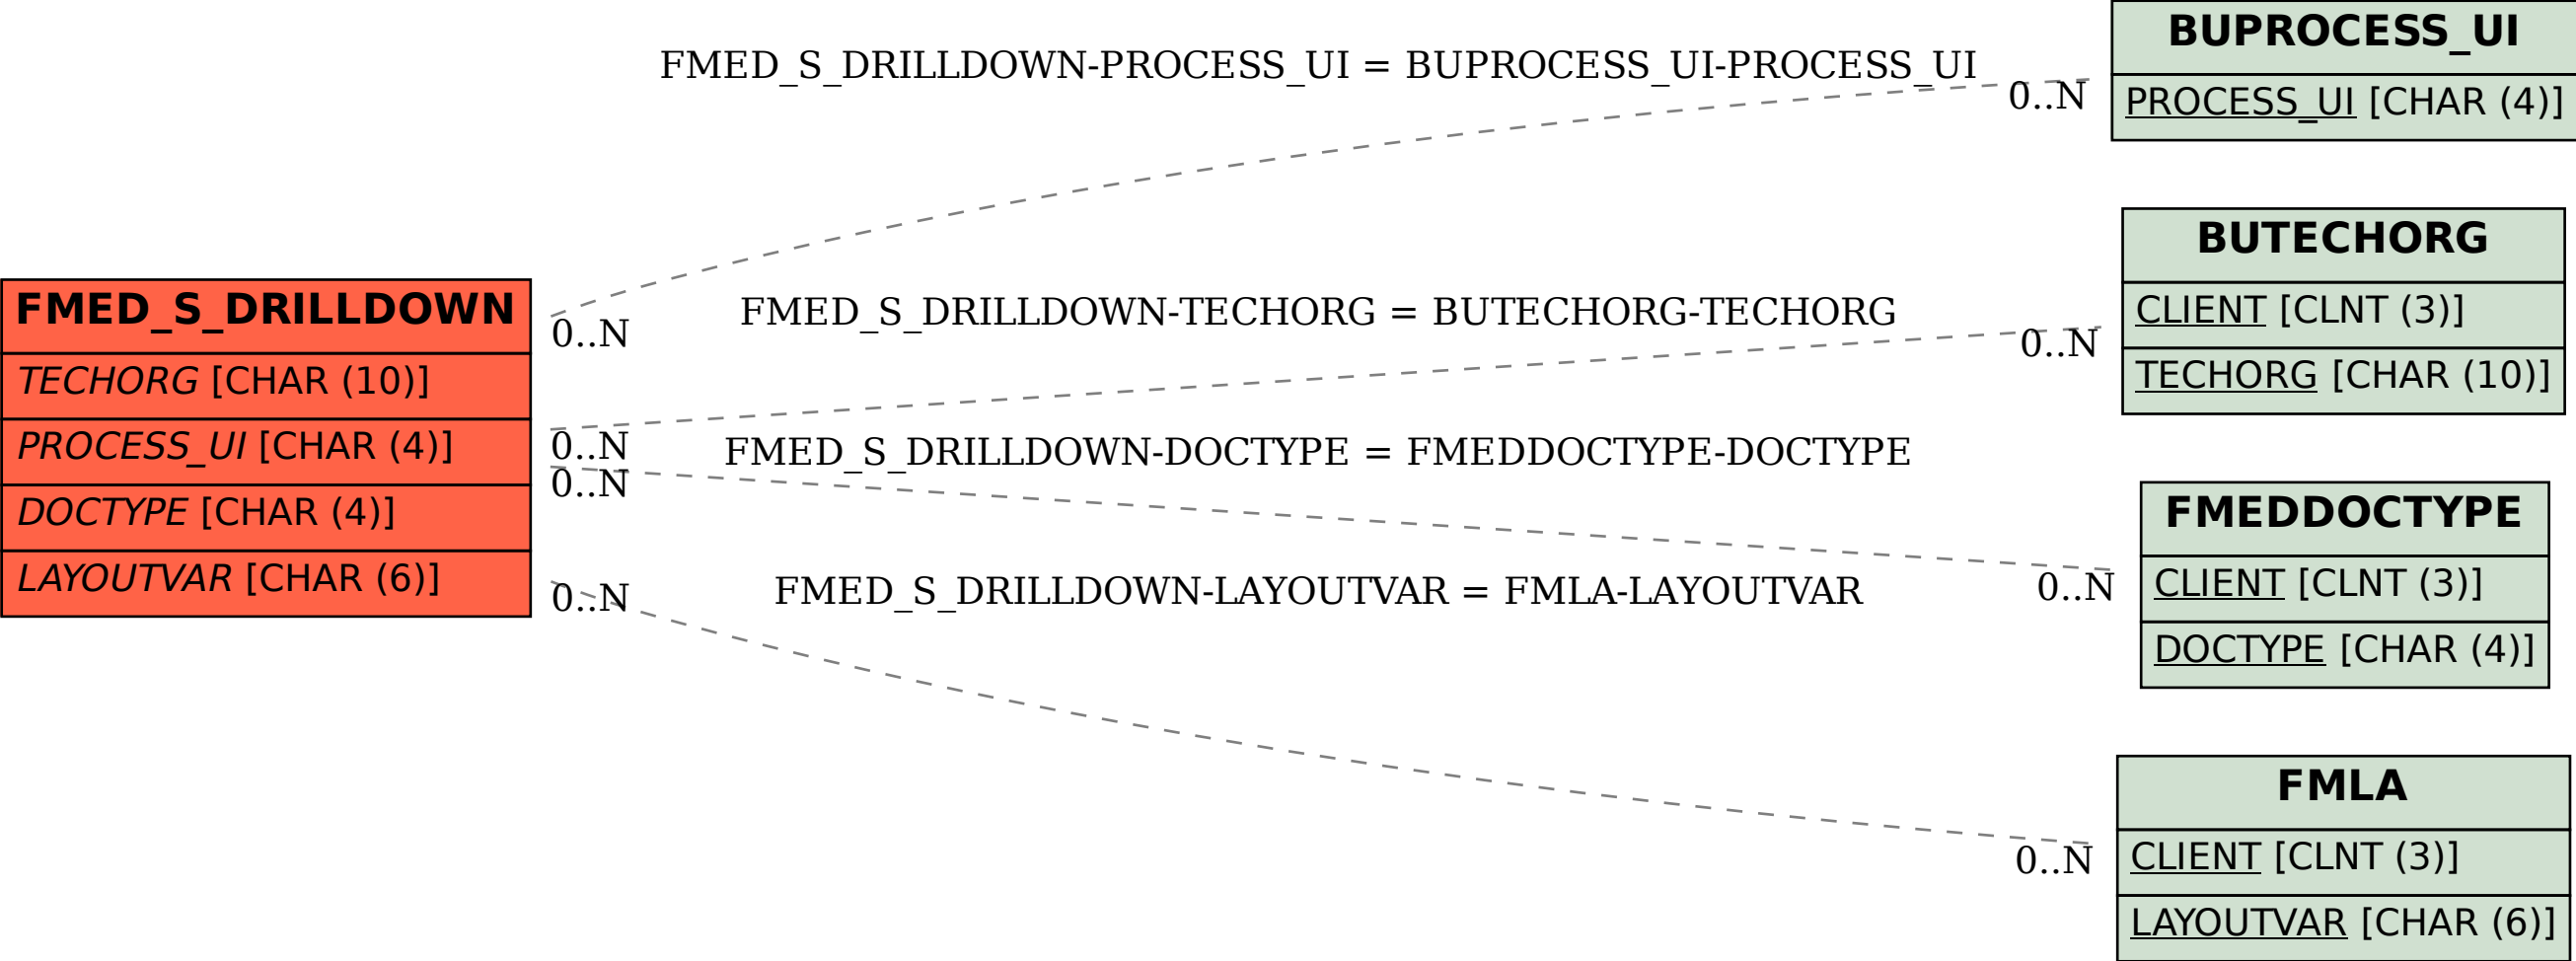 BUPROCESS_UI
PROCESS_UI [CHAR (4)]
FMED_S_DRILLDOWN-PROCESS_UI = BUPROCESS_UI-PROCESS_UI
0..N
0..N
BUTECHORG
CLIENT [CLNT (3)]
TECHORG [CHAR (10)]
FMED_S_DRILLDOWN
TECHORG [CHAR (10)]
PROCESS_UI [CHAR (4)]
DOCTYPE [CHAR (4)]
LAYOUTVAR [CHAR (6)]
FMED_S_DRILLDOWN-TECHORG = BUTECHORG-TECHORG
0..N
0..N
FMED_S_DRILLDOWN-DOCTYPE = FMEDDOCTYPE-DOCTYPE
0..N
0..N
FMEDDOCTYPE
CLIENT [CLNT (3)]
DOCTYPE [CHAR (4)]
FMED_S_DRILLDOWN-LAYOUTVAR = FMLA-LAYOUTVAR
0..N
0..N
FMLA
CLIENT [CLNT (3)]
LAYOUTVAR [CHAR (6)]